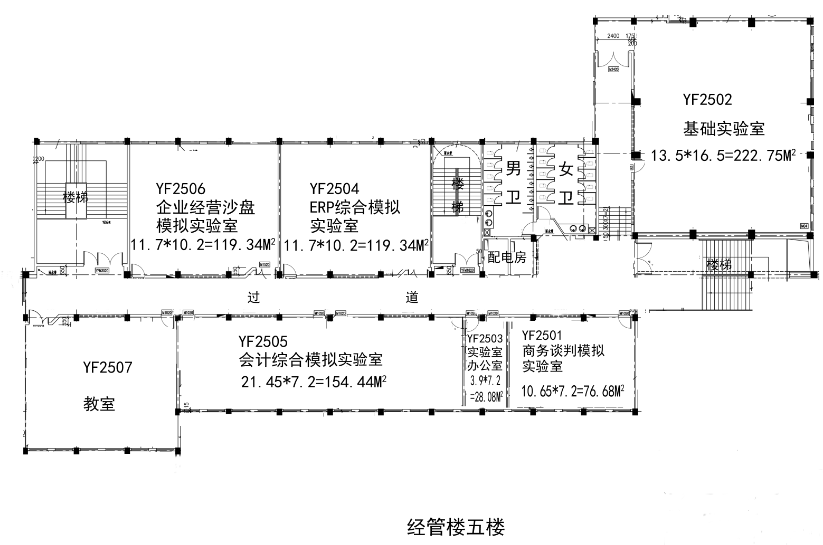 2400
YF2502
基础实验室
13.5*16.5=222.75M²
楼梯
YF2506
企业经营沙盘
模拟实验室
11.7*10.2=119.34M²
YF2504
ERP综合模拟
实验室
11.7*10.2=119.34M²
楼
梯
男
卫
女
卫
配电房
楼梯
过
道
YF2507
教室
YF2505
会计综合模拟实验室
21.45*7.2=154.44M²
YF2503
实验室
办公室
3.9*7.2
=28.08M²
YF2501
商务谈判模拟
实验室
10.65*7.2=76.68M²
经管楼五楼